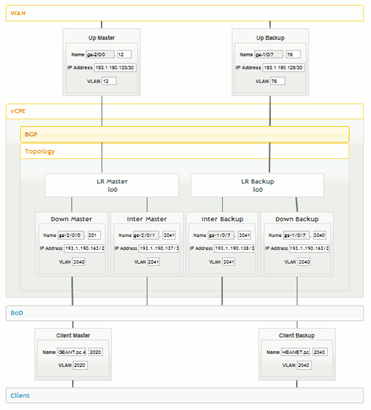 WAN
Up Master
Name ge-2/0/0 . 12
IP Address 193.1.190.133/30
VLAN 12
Up Backup
Name ge-1/0/7 . 76
IP Address 193.1.190.129/30
VLAN 76
vCPE
BGP
Topology
LR Master
lo0
LR Backup
lo0
Down Master
Name ge-2/0/0 . 201
IP Address 193.1.190.162/2
VLAN 2040
Inter Master
Name ge-2/0/1 . 2041
IP Address 193.1.190.137/3
VLAN 2041
Inter Backup
Name ge-1/0/7 . 2041
IP Address 193.1.190.138/3
VLAN 2041
Down Backup
Name ge-1/0/7 . 2040
IP Address 193.1.190.163/2
VLAN 2040
BoD
Client Master
Name GEANT.pc.4 . 2020
VLAN 2020
Client Backup
Name HEANET.pc. . 2040
VLAN 2040
Client